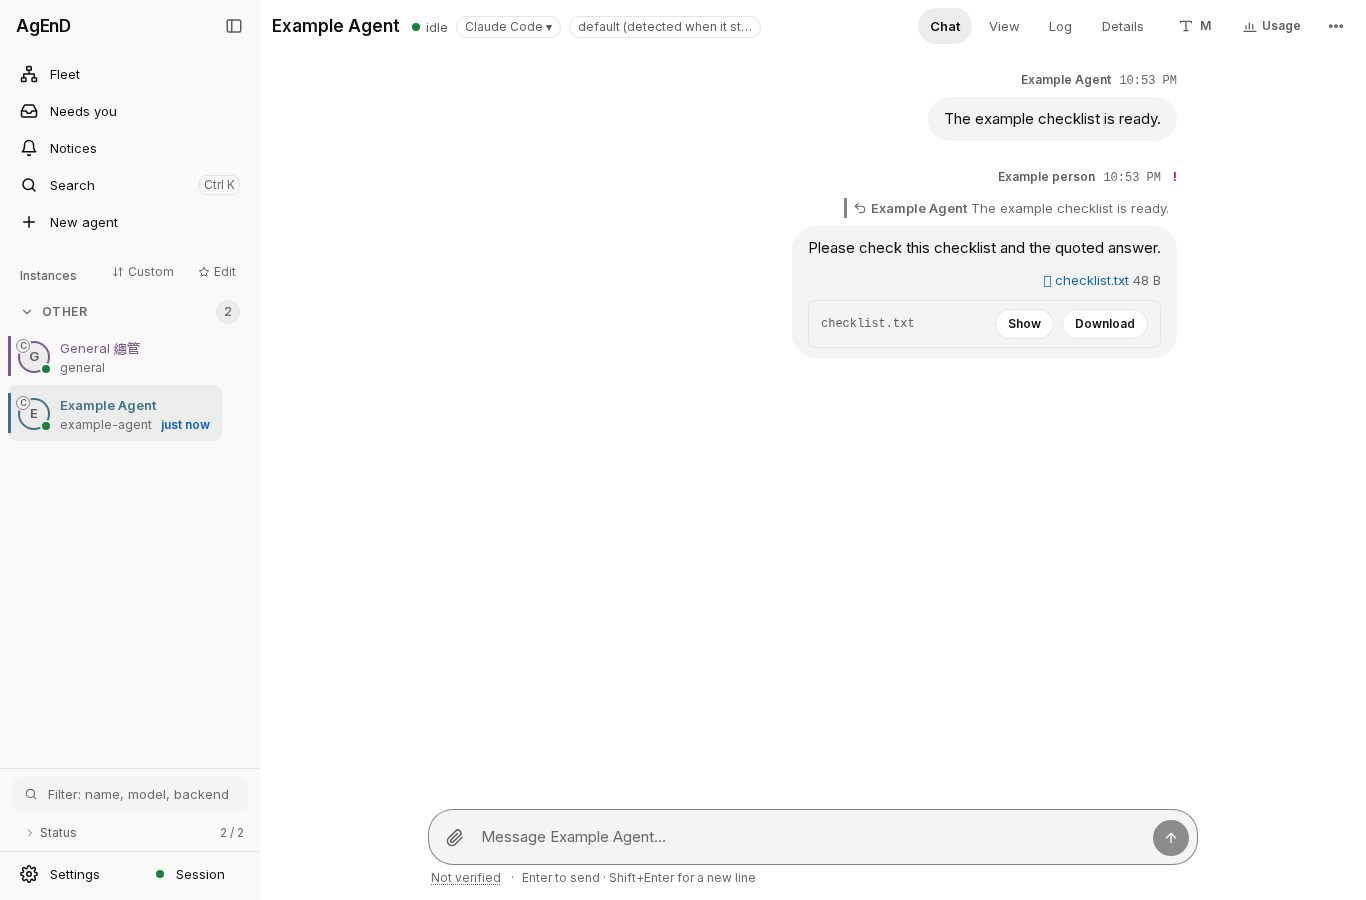 AgEnD
Fleet
Needs you
Notices
Search Ctrl K
New agent
Instances Custom Edit
OTHER 2
C G General 總管
general
C E Example Agent
example-agent just now
Filter: name, model, backend
Status 2 / 2
Settings Session
Example Agent idle Claude Code ▾ default (detected when it st… Chat View Log Details M Usage •••
Example Agent 10:53 PM
The example checklist is ready.
Example person 10:53 PM !
Example Agent The example checklist is ready.
Please check this checklist and the quoted answer.
checklist.txt 48 B
checklist.txt Show Download
Message Example Agent…
Not verified · Enter to send · Shift+Enter for a new line